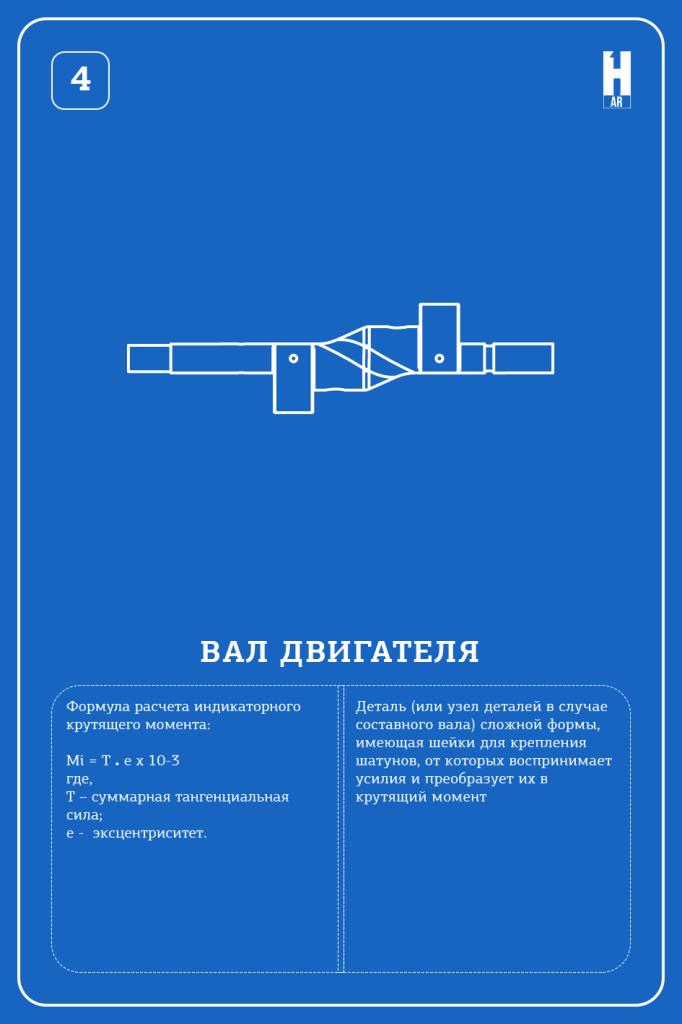 4
H
AR
ВАЛ ДВИГАТЕЛЯ
Формула расчета индикаторного
крутящего момента:
Mi = T . e x 10-3
где,
T – суммарная тангенциальная
сила;
e - эксцентриситет.
Деталь (или узел деталей в случае
составного вала) сложной формы,
имеющая шейки для крепления
шатунов, от которых воспринимает
усилия и преобразует их в
крутящий момент